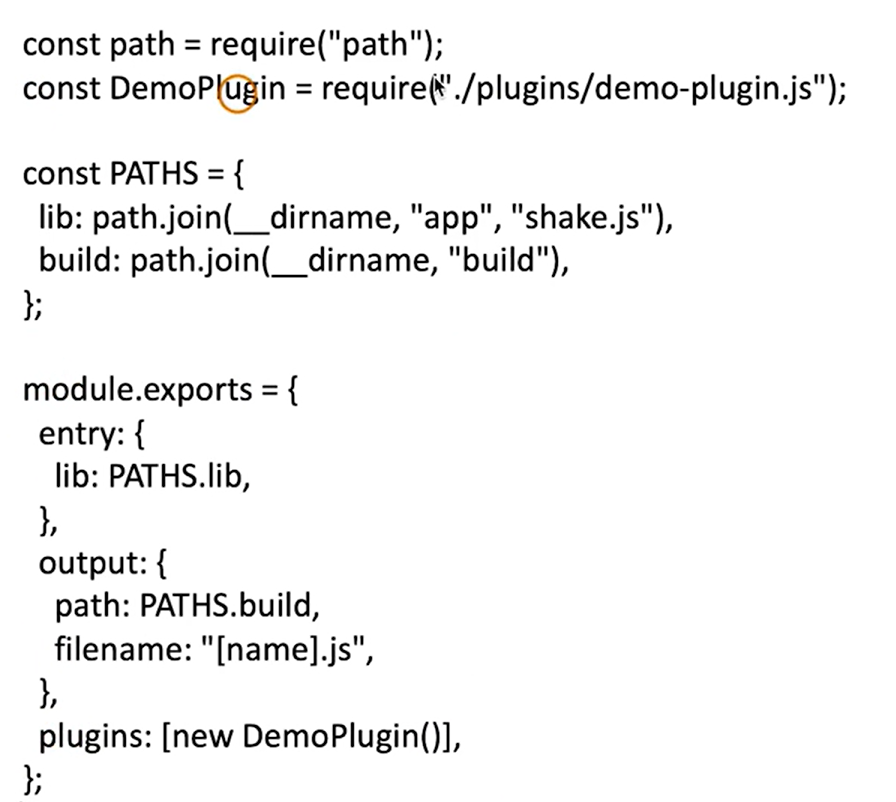 const path = require("path");
const DemoPlugin = require("./plugins/demo-plugin.js");
const PATHS = {
lib: path.join(__dirname, "app", "shake.js"),
build: path.join(__dirname, "build"),
};
module.exports = {
entry: {
lib: PATHS.lib,
},
output: {
path: PATHS.build,
filename: "[name].js",
},
plugins: [new DemoPlugin()],
};